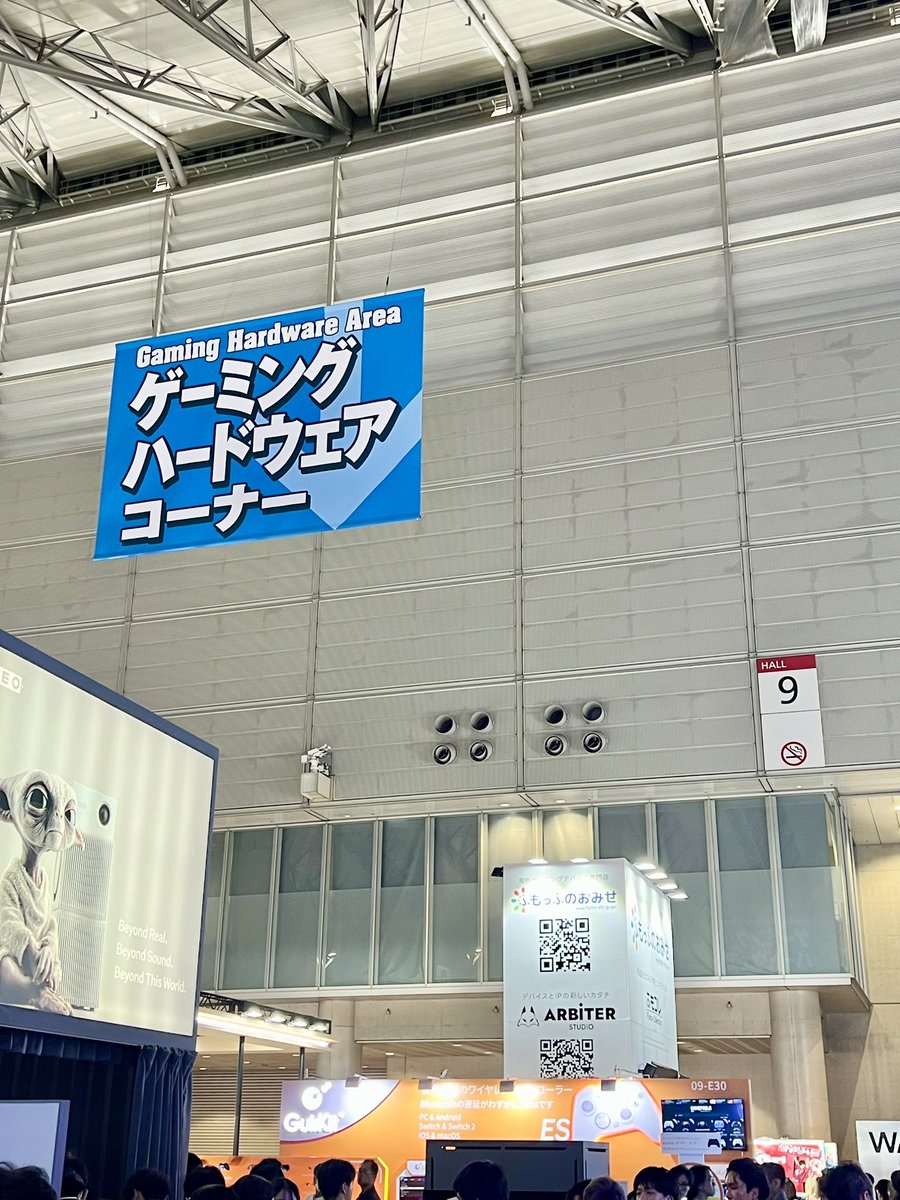 Gaming Hardware Area
ゲーミング
ハードウェア
コーナー
HALL
9
EO
Beyond Real.
Beyond Sound.
Beyond This World.
ふもっふのおみせ
デバイスとIPの新しいカタチ
ARBITER
STUDIO
GuliKit
09-E30
PC & Android
Switch & Switch 2
iOS & macOS
ES
WA